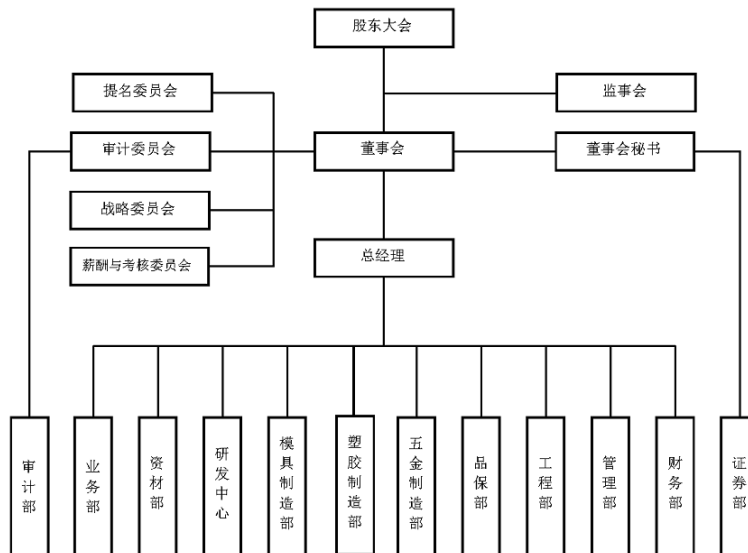 股东大会
提名委员会
监事会
审计委员会
董事会
董事会秘书
战略委员会
总经理
薪酬与考核委员会
审计部
业务部
资材部
研发中心
模具制造部
塑胶制造部
五金制造部
品保部
工程部
管理部
财务部
证券部